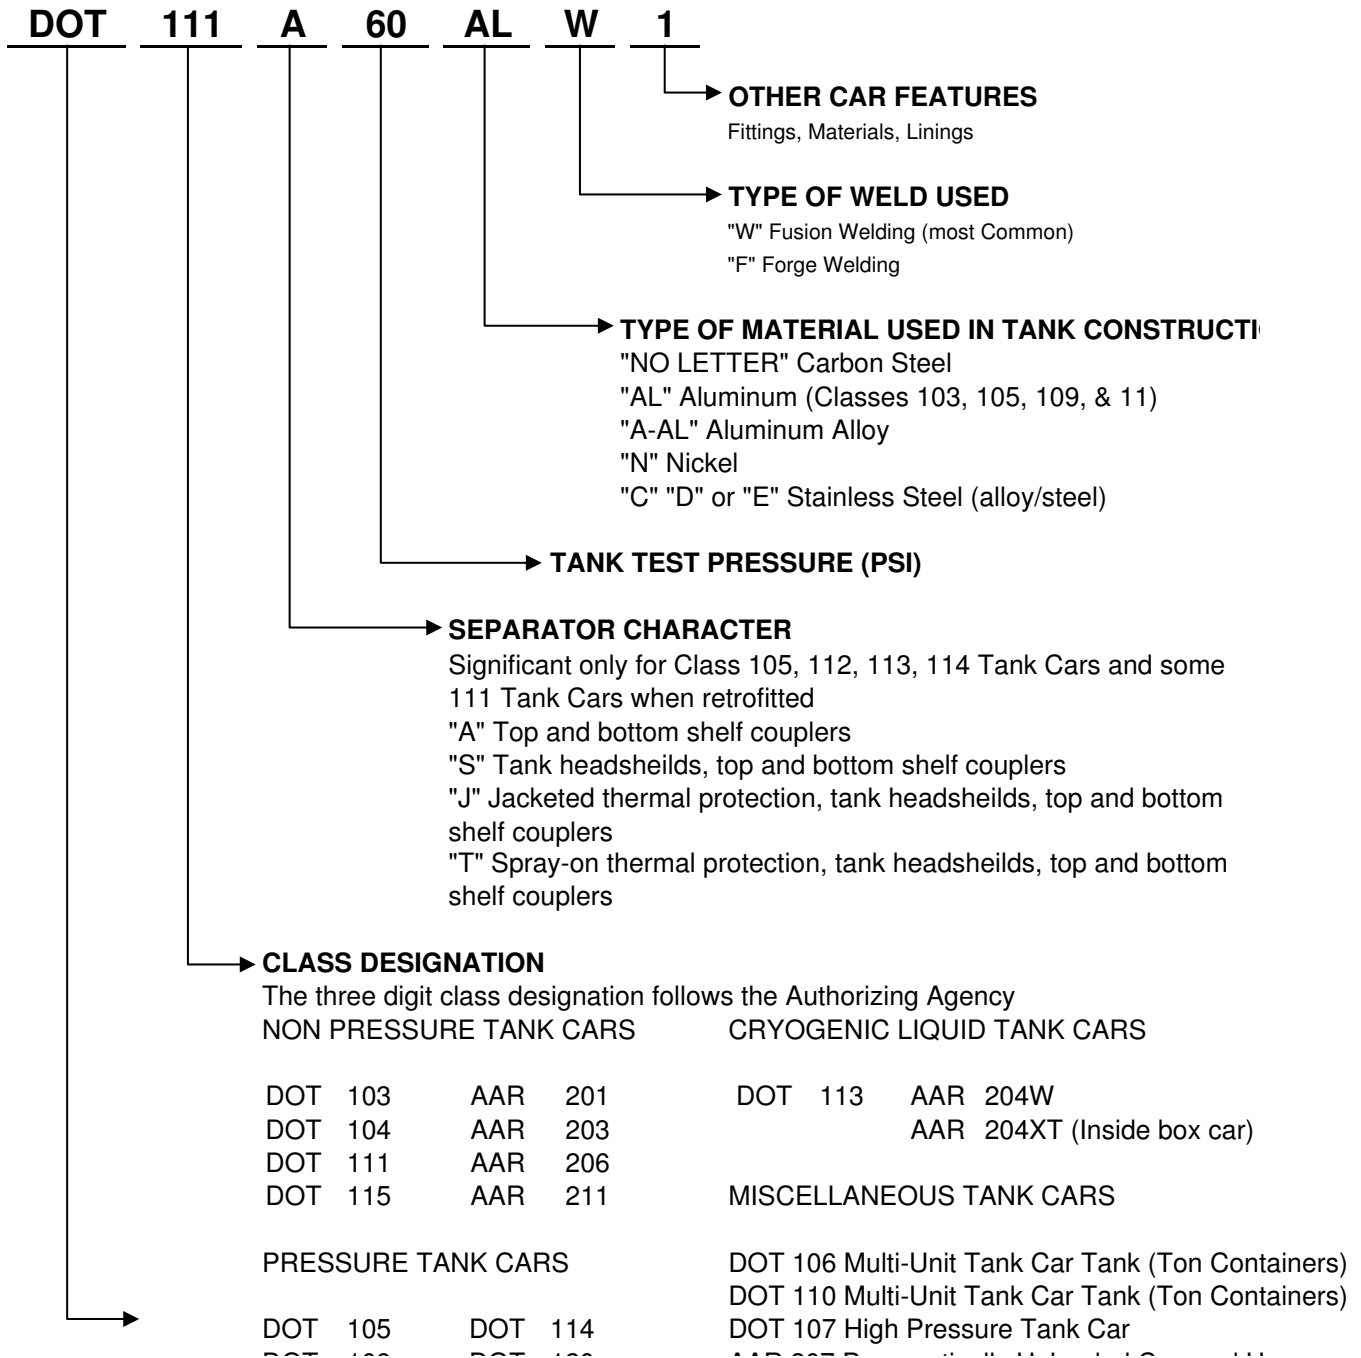 DOT 111 A 60 AL W 1
OTHER CAR FEATURES
Fittings, Materials, Linings
TYPE OF WELD USED
"W" Fusion Welding (most Common)
"F" Forge Welding
TYPE OF MATERIAL USED IN TANK CONSTRUCTI
"NO LETTER" Carbon Steel
"AL" Aluminum (Classes 103, 105, 109, & 11)
"A-AL" Aluminum Alloy
"N" Nickel
"C" "D" or "E" Stainless Steel (alloy/steel)
TANK TEST PRESSURE (PSI)
SEPARATOR CHARACTER
Significant only for Class 105, 112, 113, 114 Tank Cars and some
111 Tank Cars when retrofitted
"A" Top and bottom shelf couplers
"S" Tank headsheilds, top and bottom shelf couplers
"J" Jacketed thermal protection, tank headsheilds, top and bottom
shelf couplers
"T" Spray-on thermal protection, tank headsheilds, top and bottom
shelf couplers
CLASS DESIGNATION
The three digit class designation follows the Authorizing Agency
NON PRESSURE TANK CARS
DOT 103 AAR 201
DOT 104 AAR 203
DOT 111 AAR 206
DOT 115 AAR 211
PRESSURE TANK CARS
DOT 105 DOT 114
CRYOGENIC LIQUID TANK CARS
DOT 113 AAR 204W
AAR 204XT (Inside box car)
MISCELLANEOUS TANK CARS
DOT 106 Multi-Unit Tank Car Tank (Ton Containers)
DOT 110 Multi-Unit Tank Car Tank (Ton Containers)
DOT 107 High Pressure Tank Car